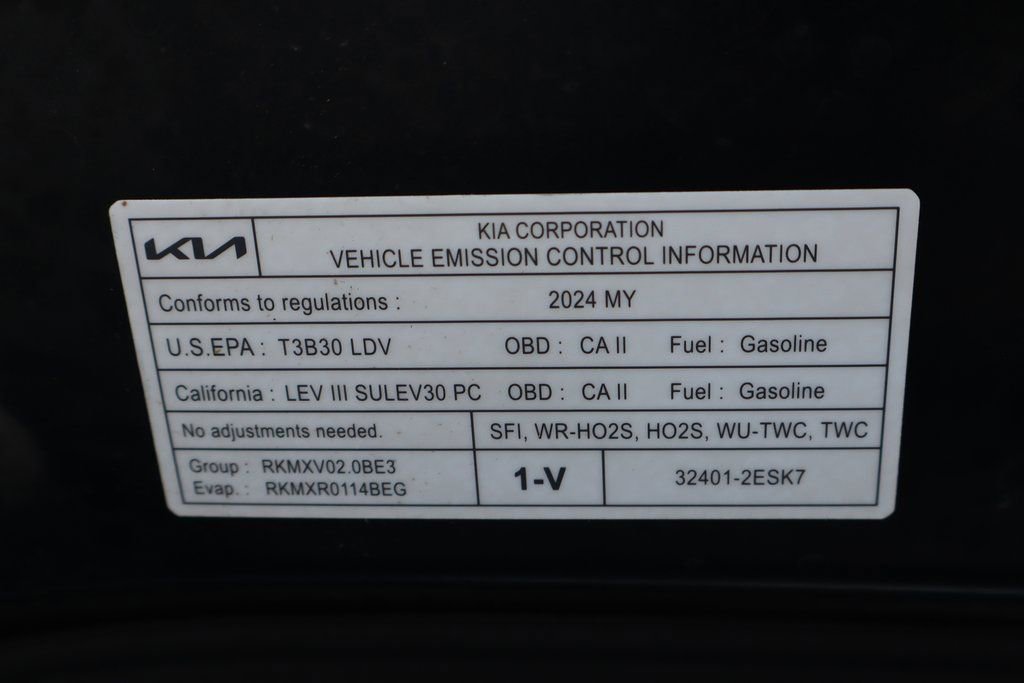 KIA KIA CORPORATION
VEHICLE EMISSION CONTROL INFORMATION
Conforms to regulations : 2024 MY
U.S.EPA : T3B30 LDV OBD : CA II Fuel : Gasoline
California : LEV III SULEV30 PC OBD : CA II Fuel : Gasoline
No adjustments needed. SFI, WR-HO2S, HO2S, WU-TWC, TWC
Group : RKMXV02.0BE3
Evap. : RKMXR0114BEG
1-V
32401-2ESK7